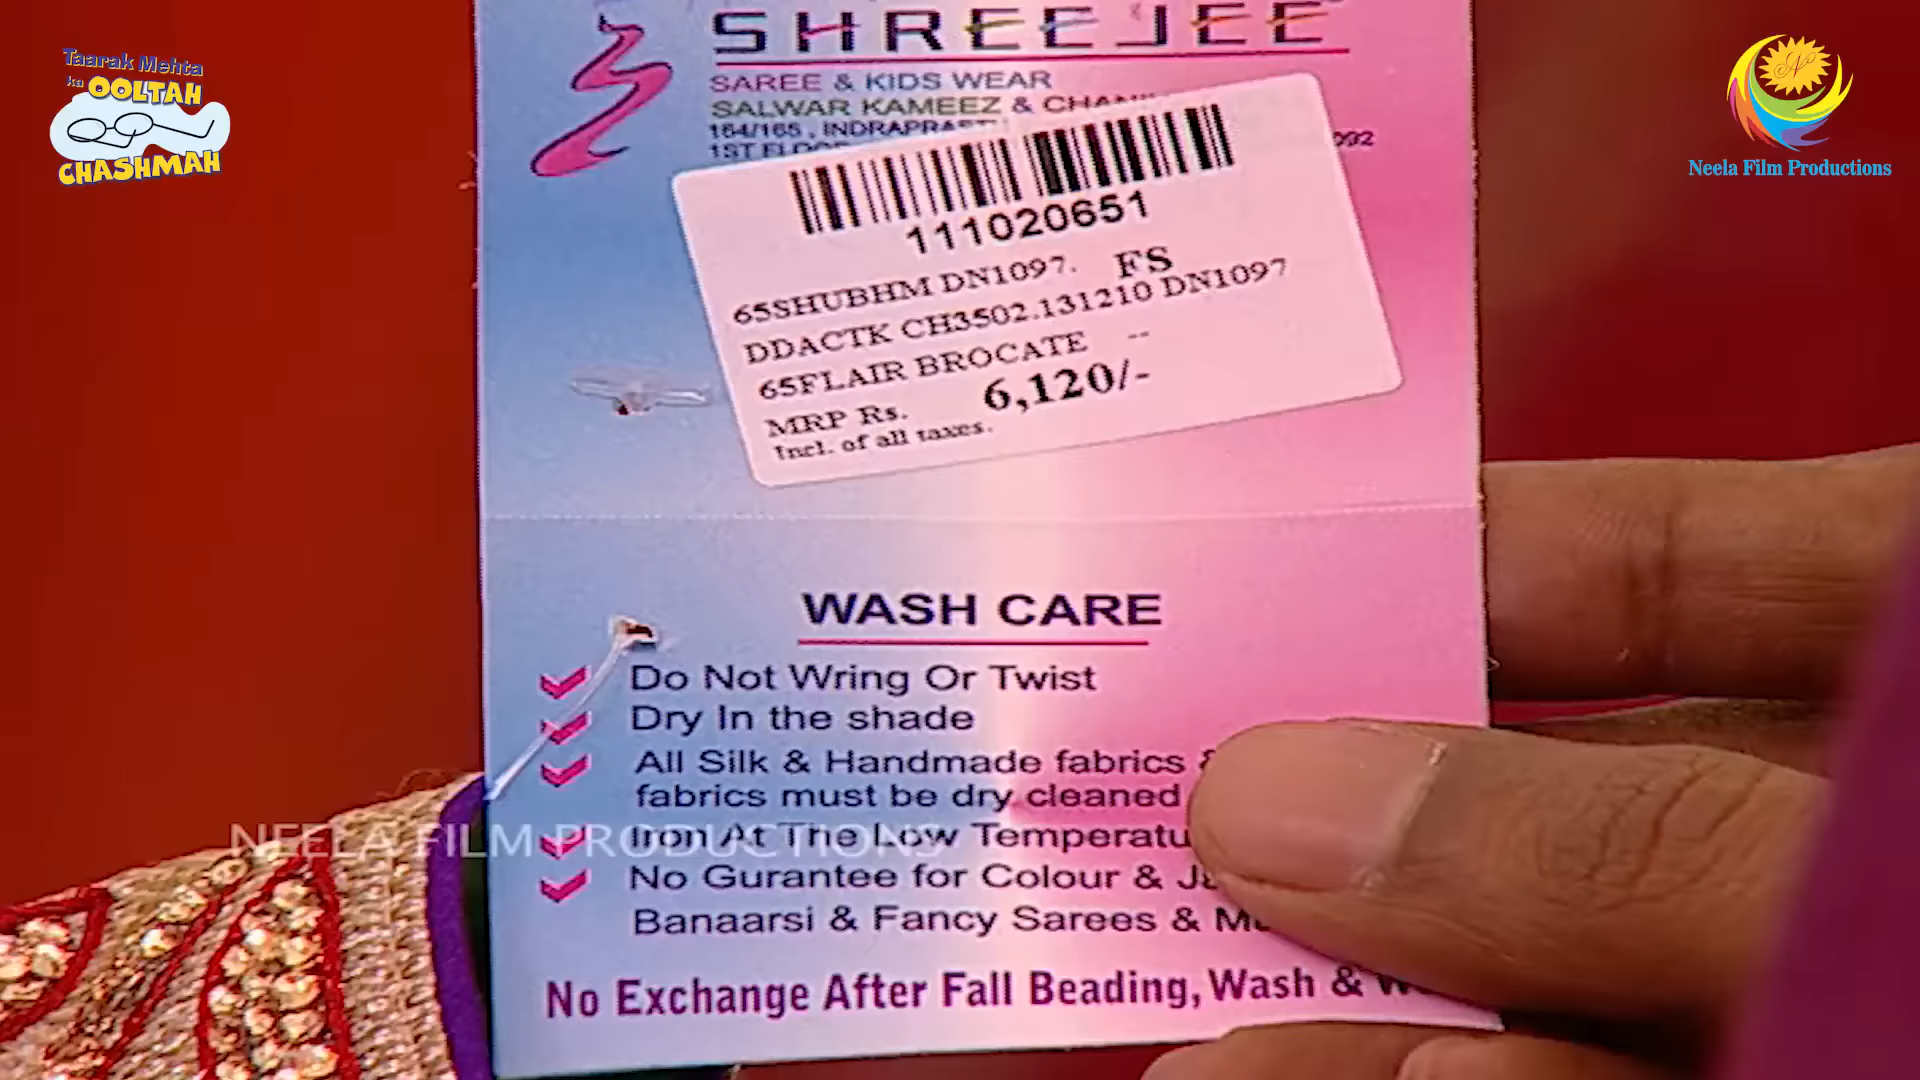 Taarak Mehta
ka OOLTAH
CHASHMAH
Neela Film Productions
SHREEJEE
SAREE & KIDS WEAR
SALWAR KAMEEZ &
164/165, INDRAPRAST
1ST FLOOR
092
111020651
65SHUBHM DN1097. FS
DDACTK CH3502.131210 DN1097
65FLAIR BROCATE --
MRP Rs. 6,120/-
Incl. of all taxes.
WASH CARE
Do Not Wring Or Twist
Dry In the shade
All Silk & Handmade fabrics &
fabrics must be dry cleaned
Iron At The Low Temperatu
No Gurantee for Colour & Ja
Banaarsi & Fancy Sarees &
No Exchange After Fall Beading, Wash &
NEELA FILM PRODUCTIONS